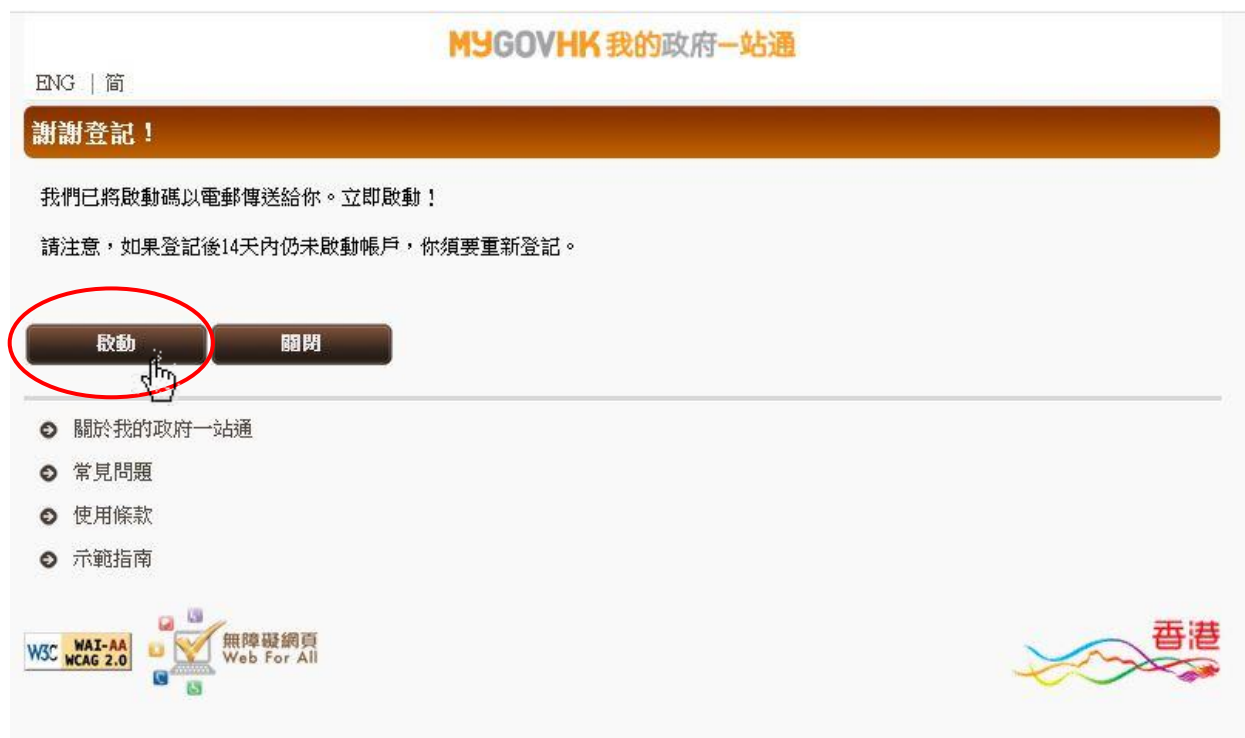 MYGOVHK 我的政府一站通
ENG | 简
謝謝登記！
我們已將啟動碼以電郵傳送給你。立即啟動！
請注意，如果登記後14天內仍未啟動帳戶，你須要重新登記。
啟動 關閉
關於我的政府一站通
常見問題
使用條款
示範指南
W3C WAI-AA WCAG 2.0
無障礙網頁
Web For All
香港